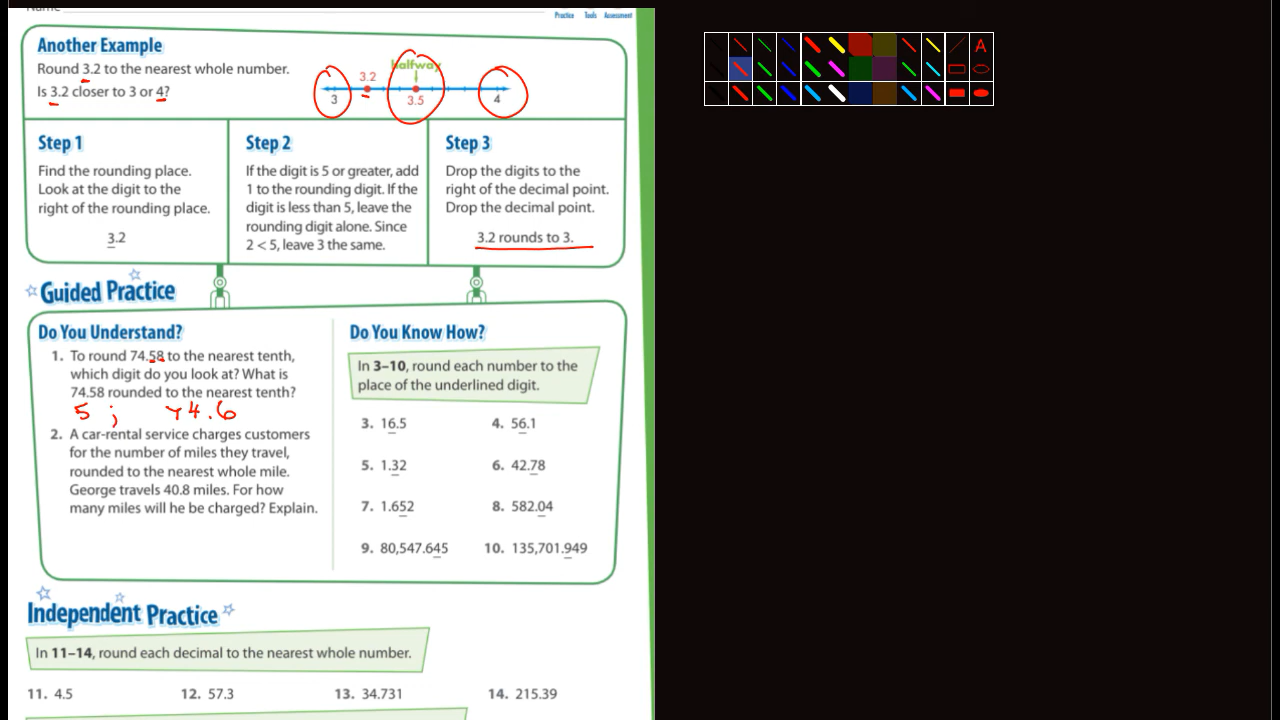 Practice Tools Assessment
Another Example
Round 3.2 to the nearest whole number.
Is 3.2 closer to 3 or 4?
halfway
3.2
3 3.5 4
Step 1
Find the rounding place.
Look at the digit to the
right of the rounding place.
3.2
Step 2
If the digit is 5 or greater, add
1 to the rounding digit. If the
digit is less than 5, leave the
rounding digit alone. Since
2 < 5, leave 3 the same.
Step 3
Drop the digits to the
right of the decimal point.
Drop the decimal point.
3.2 rounds to 3.
Guided Practice
Do You Understand?
1. To round 74.58 to the nearest tenth,
which digit do you look at? What is
74.58 rounded to the nearest tenth?
5 ; 74.6
2. A car-rental service charges customers
for the number of miles they travel,
rounded to the nearest whole mile.
George travels 40.8 miles. For how
many miles will he be charged? Explain.
Do You Know How?
In 3–10, round each number to the
place of the underlined digit.
3. 16.5 4. 56.1
5. 1.32 6. 42.78
7. 1.652 8. 582.04
9. 80,547.645 10. 135,701.949
Independent Practice
In 11–14, round each decimal to the nearest whole number.
11. 4.5 12. 57.3 13. 34.731 14. 215.39
A